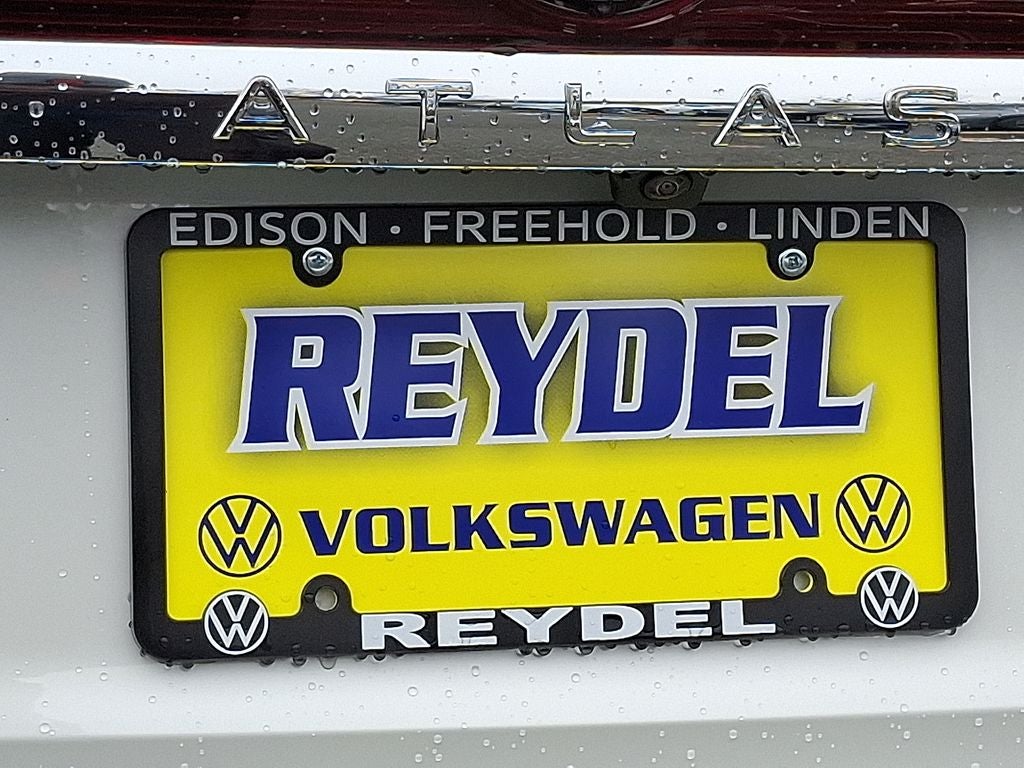 ATLAS
EDISON · FREEHOLD · LINDEN
REYDEL
VOLKSWAGEN
REYDEL